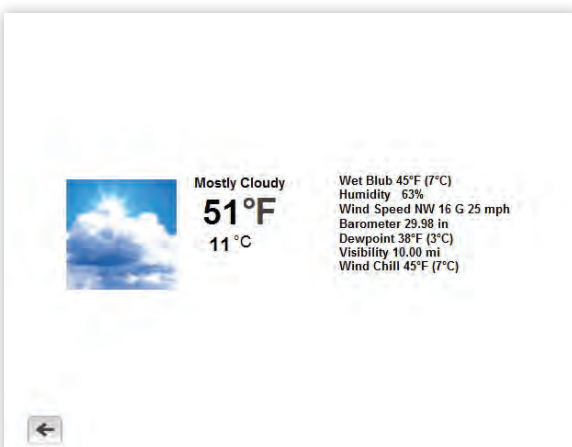 Mostly Cloudy
51°F
11°C
Wet Blub 45°F (7°C)
Humidity 63%
Wind Speed NW 16 G 25 mph
Barometer 29.98 in
Dewpoint 38°F (3°C)
Visibility 10.00 mi
Wind Chill 45°F (7°C)